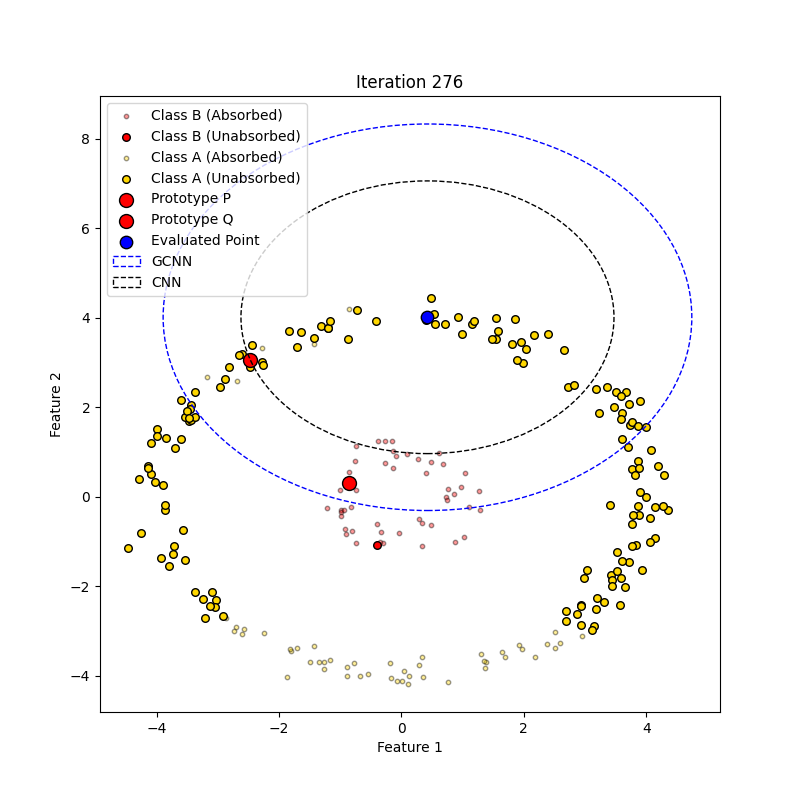 Iteration 276
Class B (Absorbed)
Class B (Unabsorbed)
Class A (Absorbed)
Class A (Unabsorbed)
Prototype P
Prototype Q
Evaluated Point
GCNN
CNN
8
6
4
2
0
−2
−4
Feature 2
−4
−2
0
2
4
Feature 1